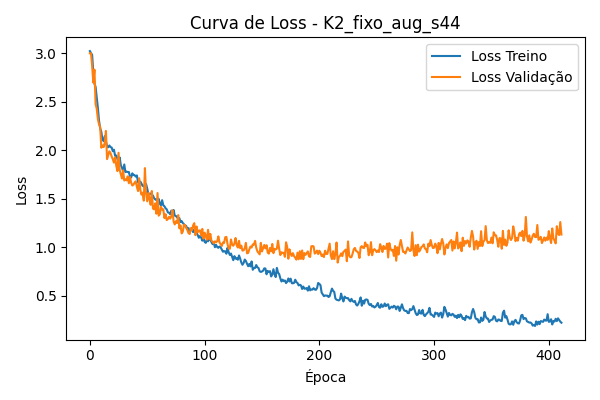 Curva de Loss - K2_fixo_aug_s44
Loss Treino
Loss Validação
3.0
2.5
2.0
1.5
1.0
0.5
Loss
0 100 200 300 400
Época